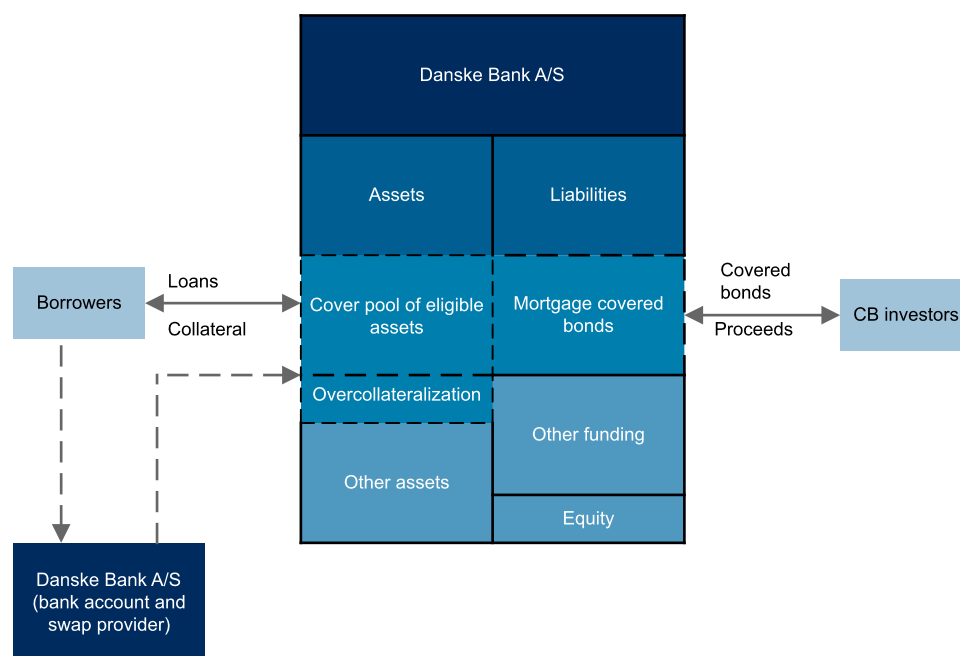 Danske Bank A/S
Assets
Liabilities
Borrowers
Loans
Collateral
Cover pool of eligible
assets
Mortgage covered
bonds
Covered
bonds
Proceeds
CB investors
Overcollateralization
Other funding
Other assets
Equity
Danske Bank A/S
(bank account and
swap provider)